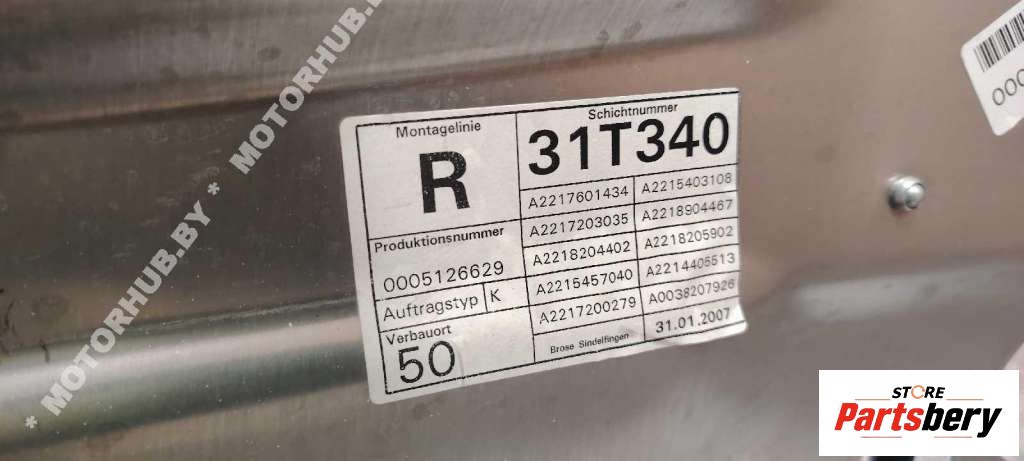 * MOTORHUB.BY * MOTORHUB.BY *
Montagelinie
R
Schichtnummer
31T340
Produktionsnummer
0005126629
Auftragstyp K
Verbauort
50
A2217601434 A2215403108
A2217203035 A2218904467
A2218204402 A2218205902
A2215457040 A2214405513
A2217200279 A0038207926
Brose Sindelfingen 31.01.2007
000
STORE
Partsbery